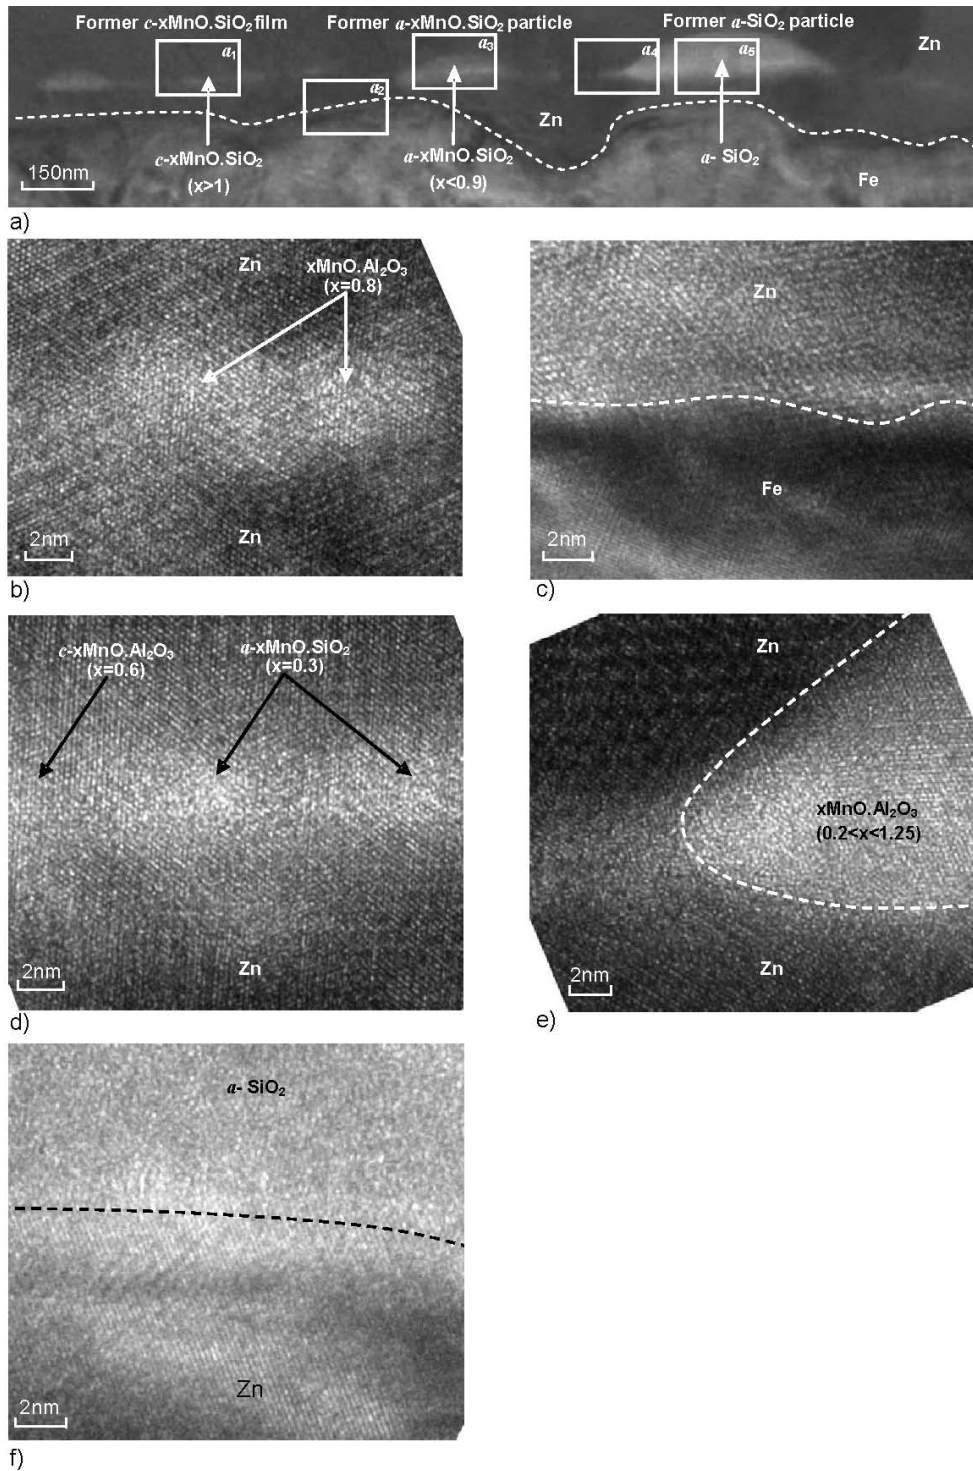 Former c-xMnO.SiO₂ film
Former a-xMnO.SiO₂ particle
Former a-SiO₂ particle
Zn
a₁
a₃
a₄
a₅
a₂
Zn
c-xMnO.SiO₂
(x>1)
a-xMnO.SiO₂
(x<0.9)
a- SiO₂
150nm
Fe
a)
Zn
xMnO.Al₂O₃
(x=0.8)
Zn
2nm
b)
Zn
Fe
2nm
c)
c-xMnO.Al₂O₃
(x=0.6)
a-xMnO.SiO₂
(x=0.3)
Zn
2nm
d)
Zn
xMnO.Al₂O₃
(0.2<x<1.25)
Zn
2nm
e)
a- SiO₂
Zn
2nm
f)